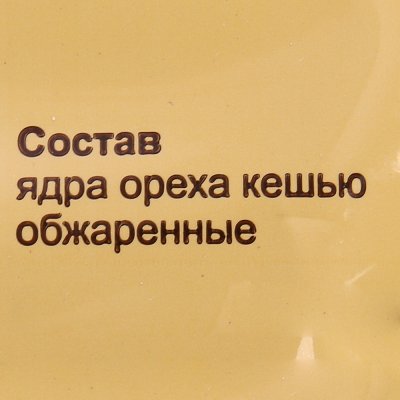 Состав
ядра ореха кешью
обжаренные